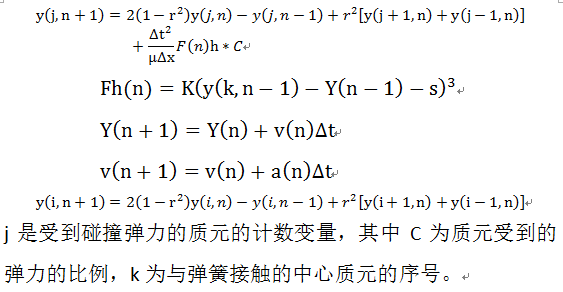 y(j,n + 1) = 2(1 − r²)y(j,n) − y(j,n − 1) + r²[y(j + 1,n) + y(j − 1,n)]
+ Δt²/μΔx F(n)h * C
Fh(n) = K(y(k,n − 1) − Y(n − 1) − s)³
Y(n + 1) = Y(n) + v(n)Δt
v(n + 1) = v(n) + a(n)Δt
y(i,n + 1) = 2(1 − r²)y(i,n) − y(i,n − 1) + r²[y(i + 1,n) + y(i − 1,n)]
j 是受到碰撞弹力的质元的计数变量，其中 C 为质元受到的
弹力的比例，k 为与弹簧接触的中心质元的序号。